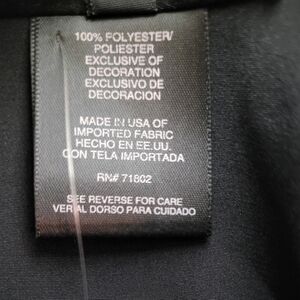 100% POLYESTER/
POLIESTER
EXCLUSIVE OF
DECORATION
EXCLUSIVO DE
DECORACION
MADE IN USA OF
IMPORTED FABRIC
HECHO EN EE.UU.
CON TELA IMPORTADA
RN# 71802
SEE REVERSE FOR CARE
VER AL DORSO PARA CUIDADO